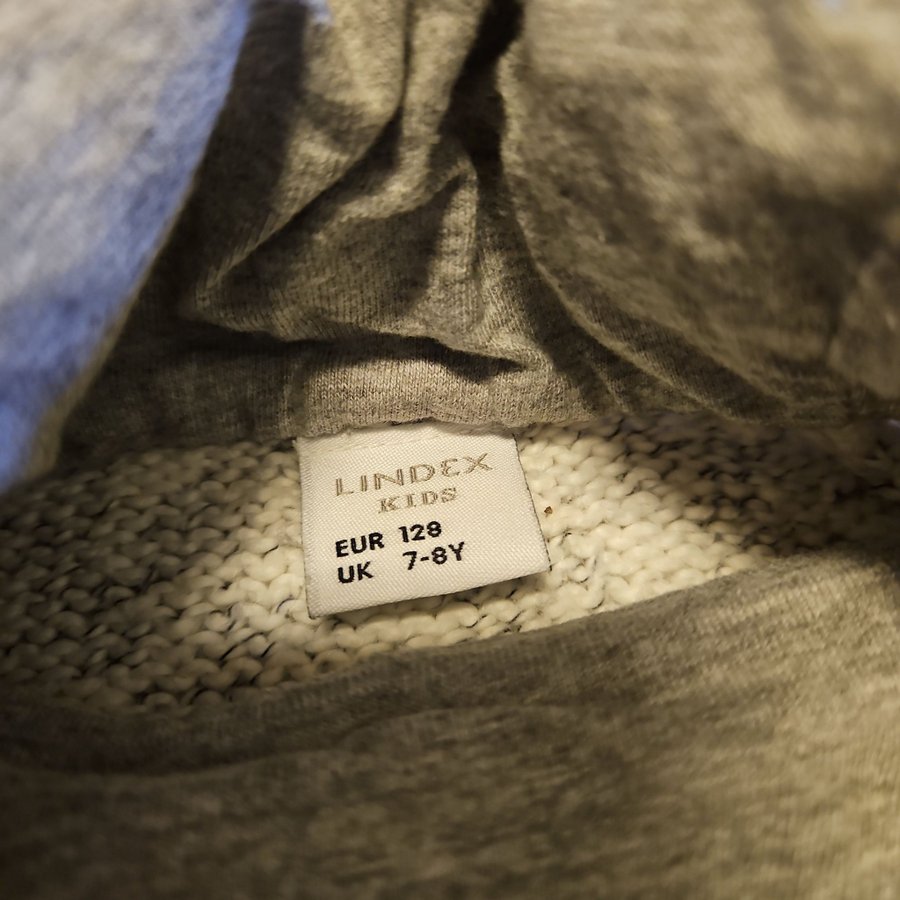 LINDEX
KIDS
EUR 128
UK 7-8Y